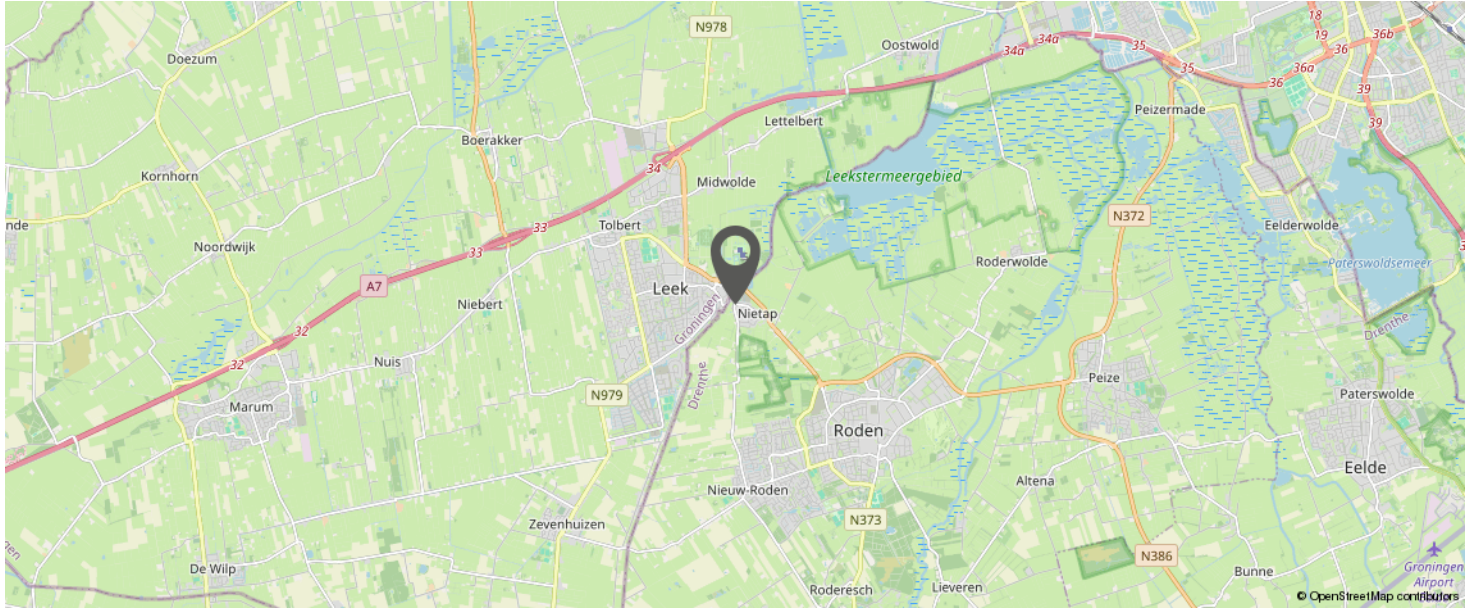 18
19
36b
N978
34a
Oostwold
34a
35
36
Doezum
35
36a
36
39
Peizermade
Lettelbert
39
Boerakker
34
Kornhorn
Midwolde
Leekstermeergebied
N372
nde
Tolbert
33
Eelderwolde
Noordwijk
33
Roderwolde
Paterswoldsemeer
A7
Leek
Niebert
Nietap
Groningen
32
Drenthe
Nuis
32
Drenthe
Peize
N979
Paterswolde
Marum
Roden
Eelde
Altena
Nieuw-Roden
Zevenhuizen
N373
N386
De Wilp
Bunne
Groningen
Airport
Roderesch
Lieveren
© OpenStreetMap contributors